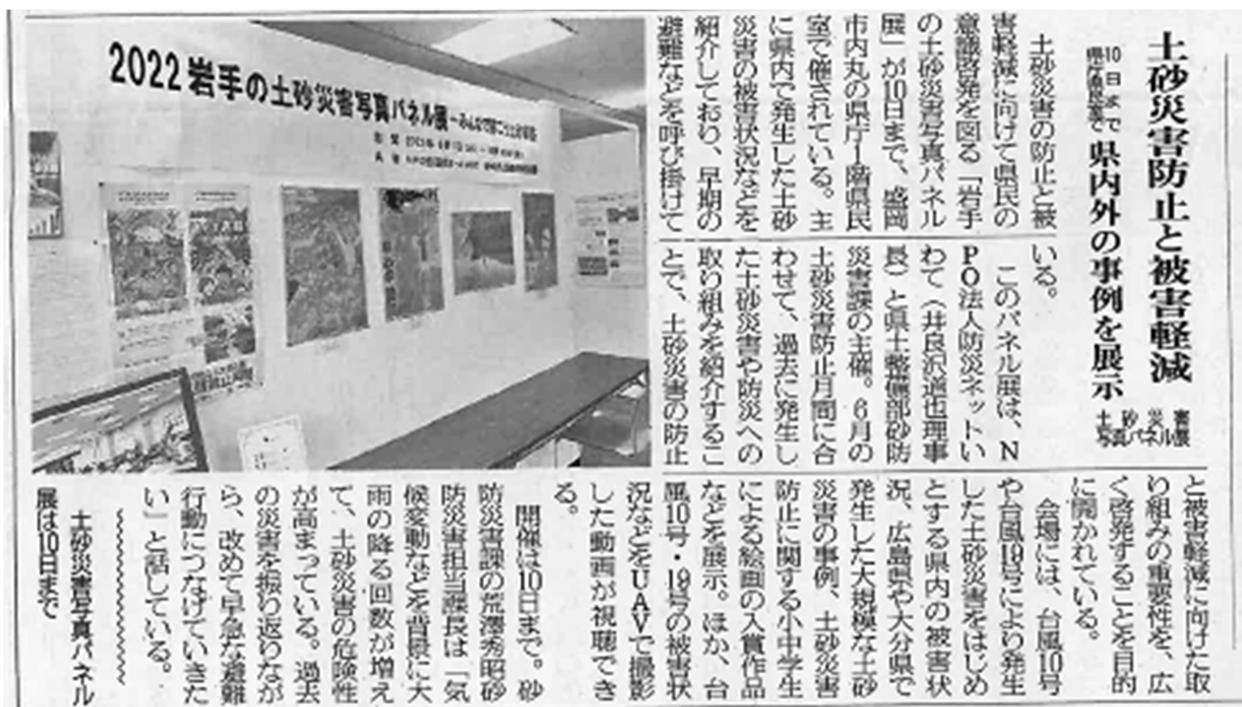 土砂災害防止と被害軽減
10日まで
県庁県民室で
県内外の事例を展示
土砂災害
写真パネル展
土砂災害の防止と被
害軽減に向けて県民の
意識啓発を図る「岩手
の土砂災害写真パネル
展」が10日まで、盛岡
市内丸の県庁1階県民
室で催されている。主
に県内で発生した土砂
災害の被害状況などを
紹介しており、早期の
避難などを呼び掛けて
いる。
このパネル展は、N
PO法人防災ネットい
わて（井良沢道也理事
長）と県土整備部砂防
災害課の主催。6月の
土砂災害防止月間に合
わせて、過去に発生し
た土砂災害や防災への
取り組みを紹介するこ
とで、土砂災害の防止
と被害軽減に向けた取
り組みの重要性を、広
く啓発することを目的
に開かれている。
会場には、台風10号
や台風19号により発生
した土砂災害をはじめ
とする県内の被害状
況、広島県や大分県で
発生した大規模な土砂
災害の事例、土砂災害
防止に関する小中学生
による絵画の入賞作品
などを展示。ほか、台
風10号・19号の被害状
況などをUAVで撮影
した動画が視聴でき
る。
開催は10日まで。砂
防災害課の荒澤秀昭砂
防災害担当課長は「気
候変動などを背景に大
雨の降る回数が増え
て、土砂災害の危険性
が高まっている。過去
の災害を振り返りなが
ら、改めて早急な避難
行動につなげていきた
い」と話している。
土砂災害写真パネル
展は10日まで
2022岩手の土砂災害写真パネル展